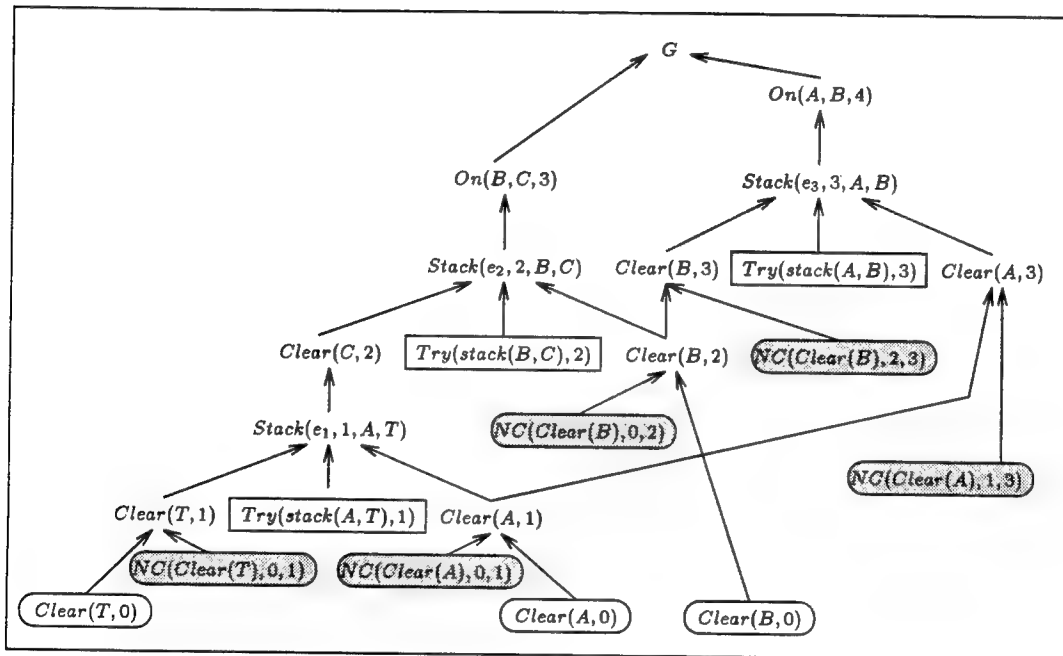 G
On(A, B, 4)
On(B, C, 3)
Stack(e₃, 3, A, B)
Stack(e₂, 2, B, C)
Clear(B, 3)
Try(stack(A, B), 3)
Clear(A, 3)
Clear(C, 2)
Try(stack(B, C), 2)
Clear(B, 2)
NC(Clear(B), 2, 3)
Stack(e₁, 1, A, T)
NC(Clear(B), 0, 2)
NC(Clear(A), 1, 3)
Clear(T, 1)
Try(stack(A, T), 1)
Clear(A, 1)
NC(Clear(T), 0, 1)
NC(Clear(A), 0, 1)
Clear(T, 0)
Clear(A, 0)
Clear(B, 0)